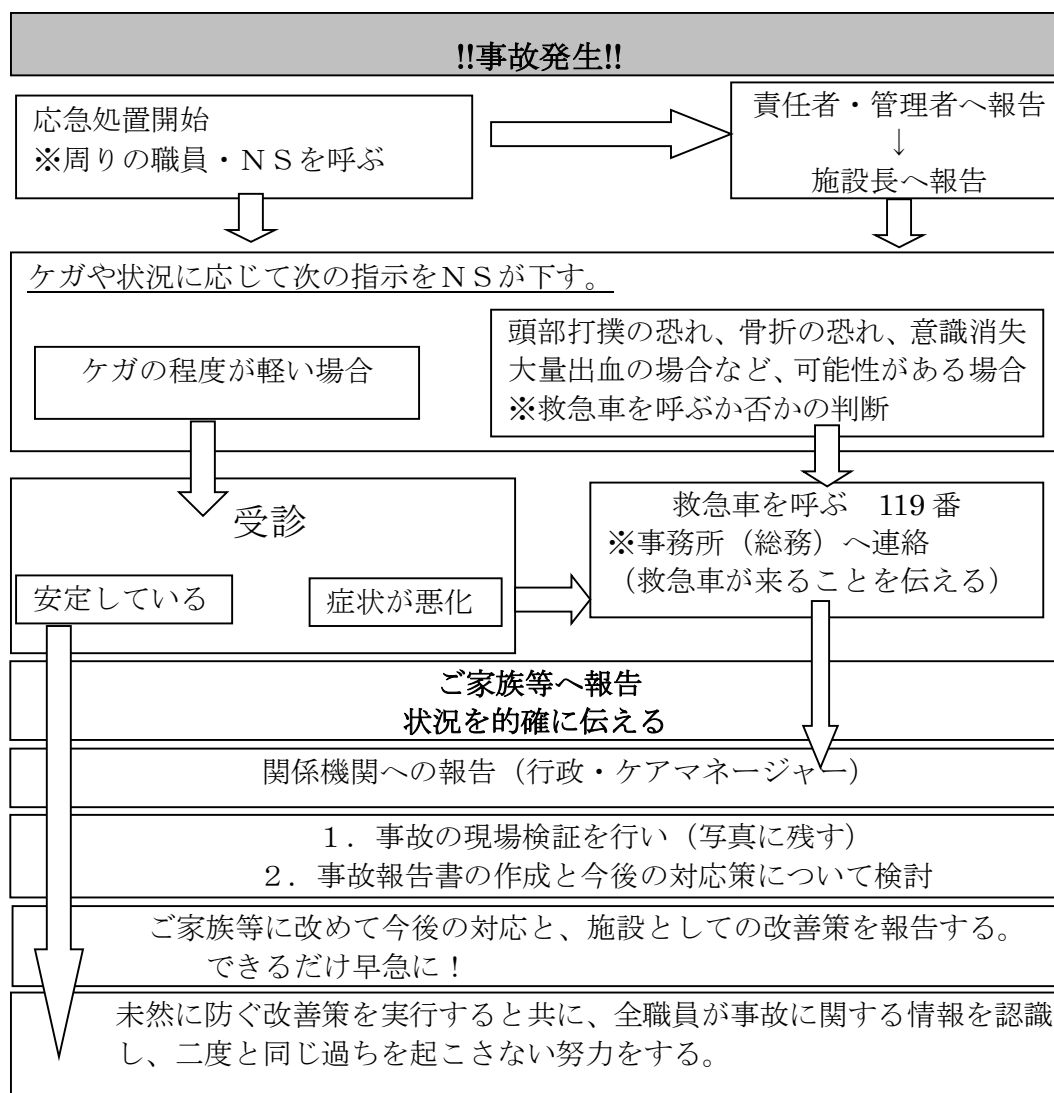 !!事故発生!!
応急処置開始
※周りの職員・ＮＳを呼ぶ
責任者・管理者へ報告
↓
施設長へ報告
ケガや状況に応じて次の指示をＮＳが下す。
ケガの程度が軽い場合
頭部打撲の恐れ、骨折の恐れ、意識消失
大量出血の場合など、可能性がある場合
※救急車を呼ぶか否かの判断
受診
安定している
症状が悪化
救急車を呼ぶ　119 番
※事務所（総務）へ連絡
（救急車が来ることを伝える）
ご家族等へ報告
状況を的確に伝える
関係機関への報告（行政・ケアマネージャー）
１．事故の現場検証を行い（写真に残す）
２．事故報告書の作成と今後の対応策について検討
ご家族等に改めて今後の対応と、施設としての改善策を報告する。
できるだけ早急に！
未然に防ぐ改善策を実行すると共に、全職員が事故に関する情報を認識
し、二度と同じ過ちを起こさない努力をする。